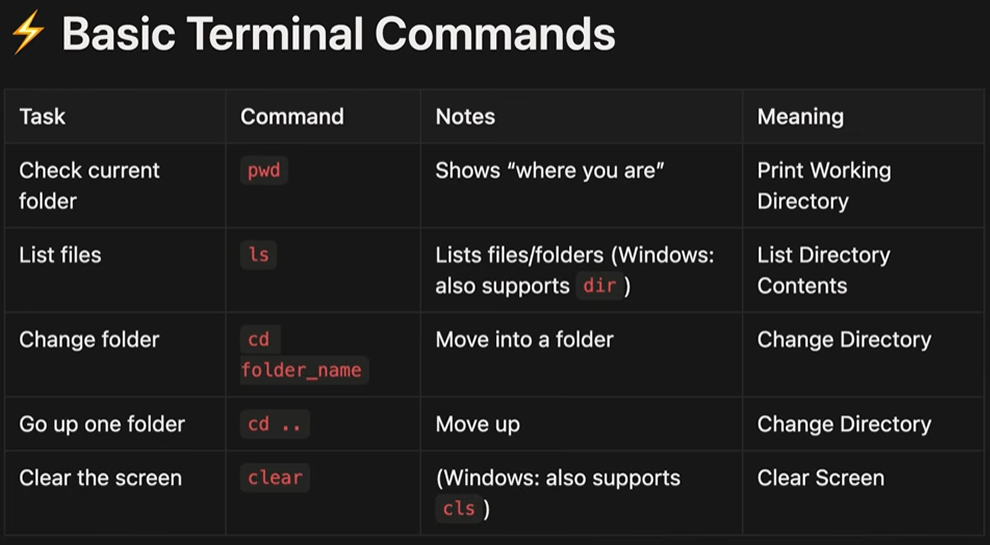 ⚡ Basic Terminal Commands
Task Command Notes Meaning
Check current folder pwd Shows “where you are” Print Working Directory
List files ls Lists files/folders (Windows: also supports dir ) List Directory Contents
Change folder cd folder_name Move into a folder Change Directory
Go up one folder cd .. Move up Change Directory
Clear the screen clear (Windows: also supports cls ) Clear Screen